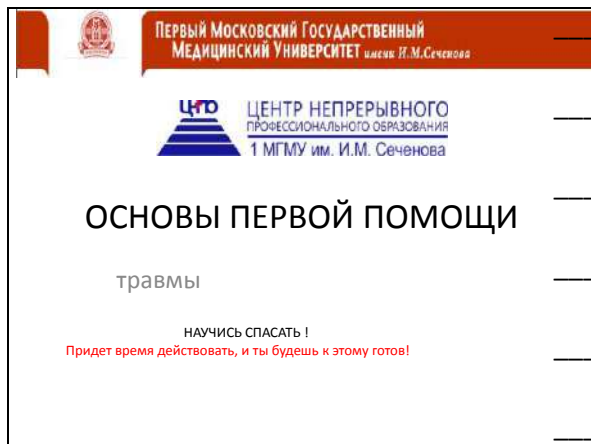 Первый Московский Государственный
Медицинский Университет имени И.М.Сеченова
ЦНПО
ЦЕНТР НЕПРЕРЫВНОГО
ПРОФЕССИОНАЛЬНОГО ОБРАЗОВАНИЯ
1 МГМУ им. И.М. Сеченова
ОСНОВЫ ПЕРВОЙ ПОМОЩИ
травмы
НАУЧИСЬ СПАСАТЬ !
Придет время действовать, и ты будешь к этому готов!